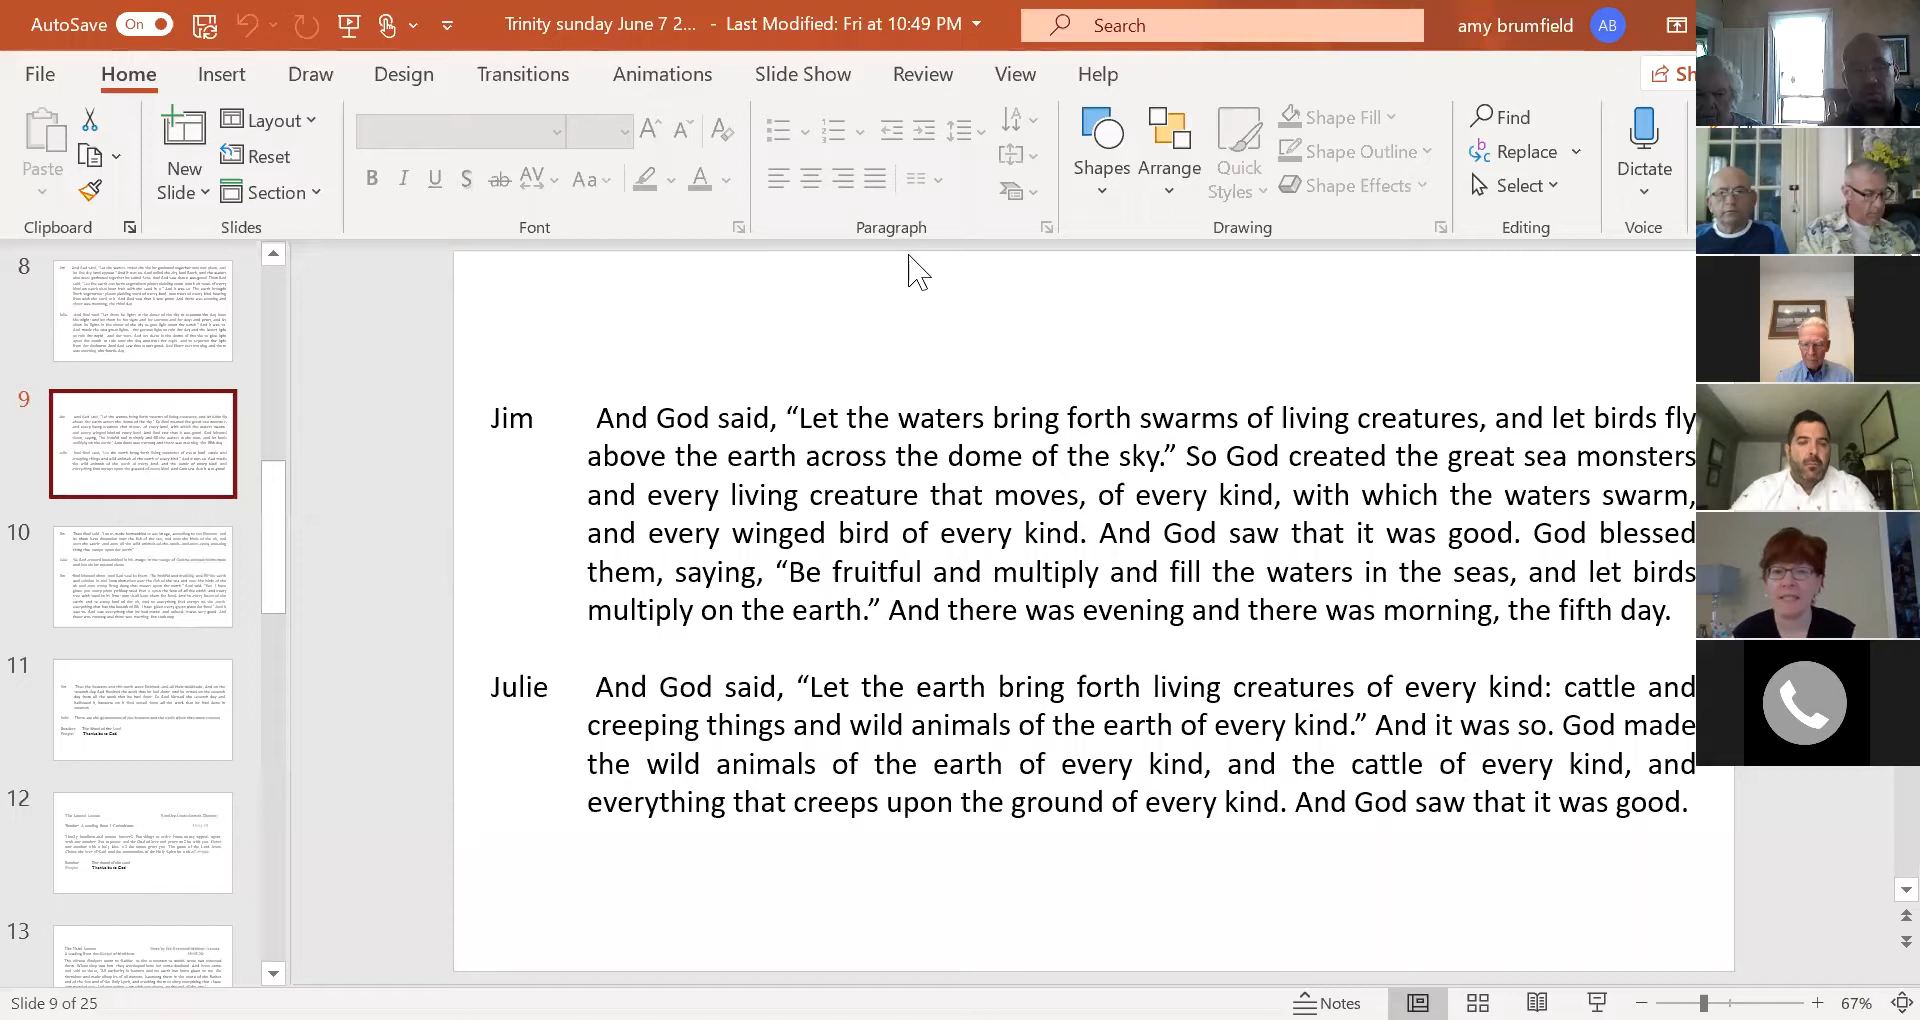 AutoSave On Trinity sunday June 7 2... - Last Modified: Fri at 10:49 PM Search amy brumfield AB
File Home Insert Draw Design Transitions Animations Slide Show Review View Help Sh
Paste New Slide Layout Reset Section
Shapes Arrange Quick Styles Shape Fill Shape Outline Shape Effects Find Replace Select Dictate
Clipboard Slides Font Paragraph Drawing Editing Voice
8
9
10
11
12
13
Jim And God said, “Let the waters bring forth swarms of living creatures, and let birds fly
above the earth across the dome of the sky.” So God created the great sea monsters
and every living creature that moves, of every kind, with which the waters swarm,
and every winged bird of every kind. And God saw that it was good. God blessed
them, saying, “Be fruitful and multiply and fill the waters in the seas, and let birds
multiply on the earth.” And there was evening and there was morning, the fifth day.
Julie And God said, “Let the earth bring forth living creatures of every kind: cattle and
creeping things and wild animals of the earth of every kind.” And it was so. God made
the wild animals of the earth of every kind, and the cattle of every kind, and
everything that creeps upon the ground of every kind. And God saw that it was good.
Slide 9 of 25 Notes 67%